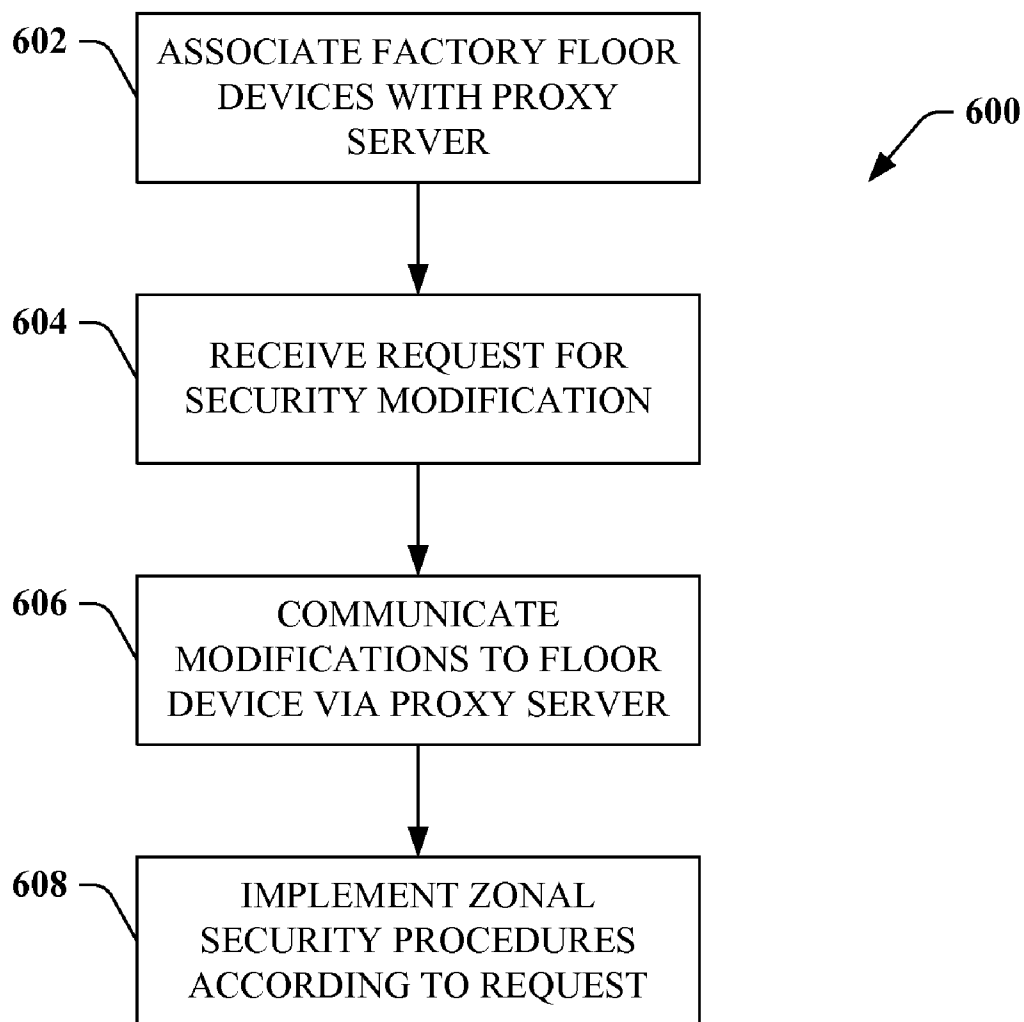 602
ASSOCIATE FACTORY FLOOR
DEVICES WITH PROXY
SERVER
600
604
RECEIVE REQUEST FOR
SECURITY MODIFICATION
606
COMMUNICATE
MODIFICATIONS TO FLOOR
DEVICE VIA PROXY SERVER
608
IMPLEMENT ZONAL
SECURITY PROCEDURES
ACCORDING TO REQUEST